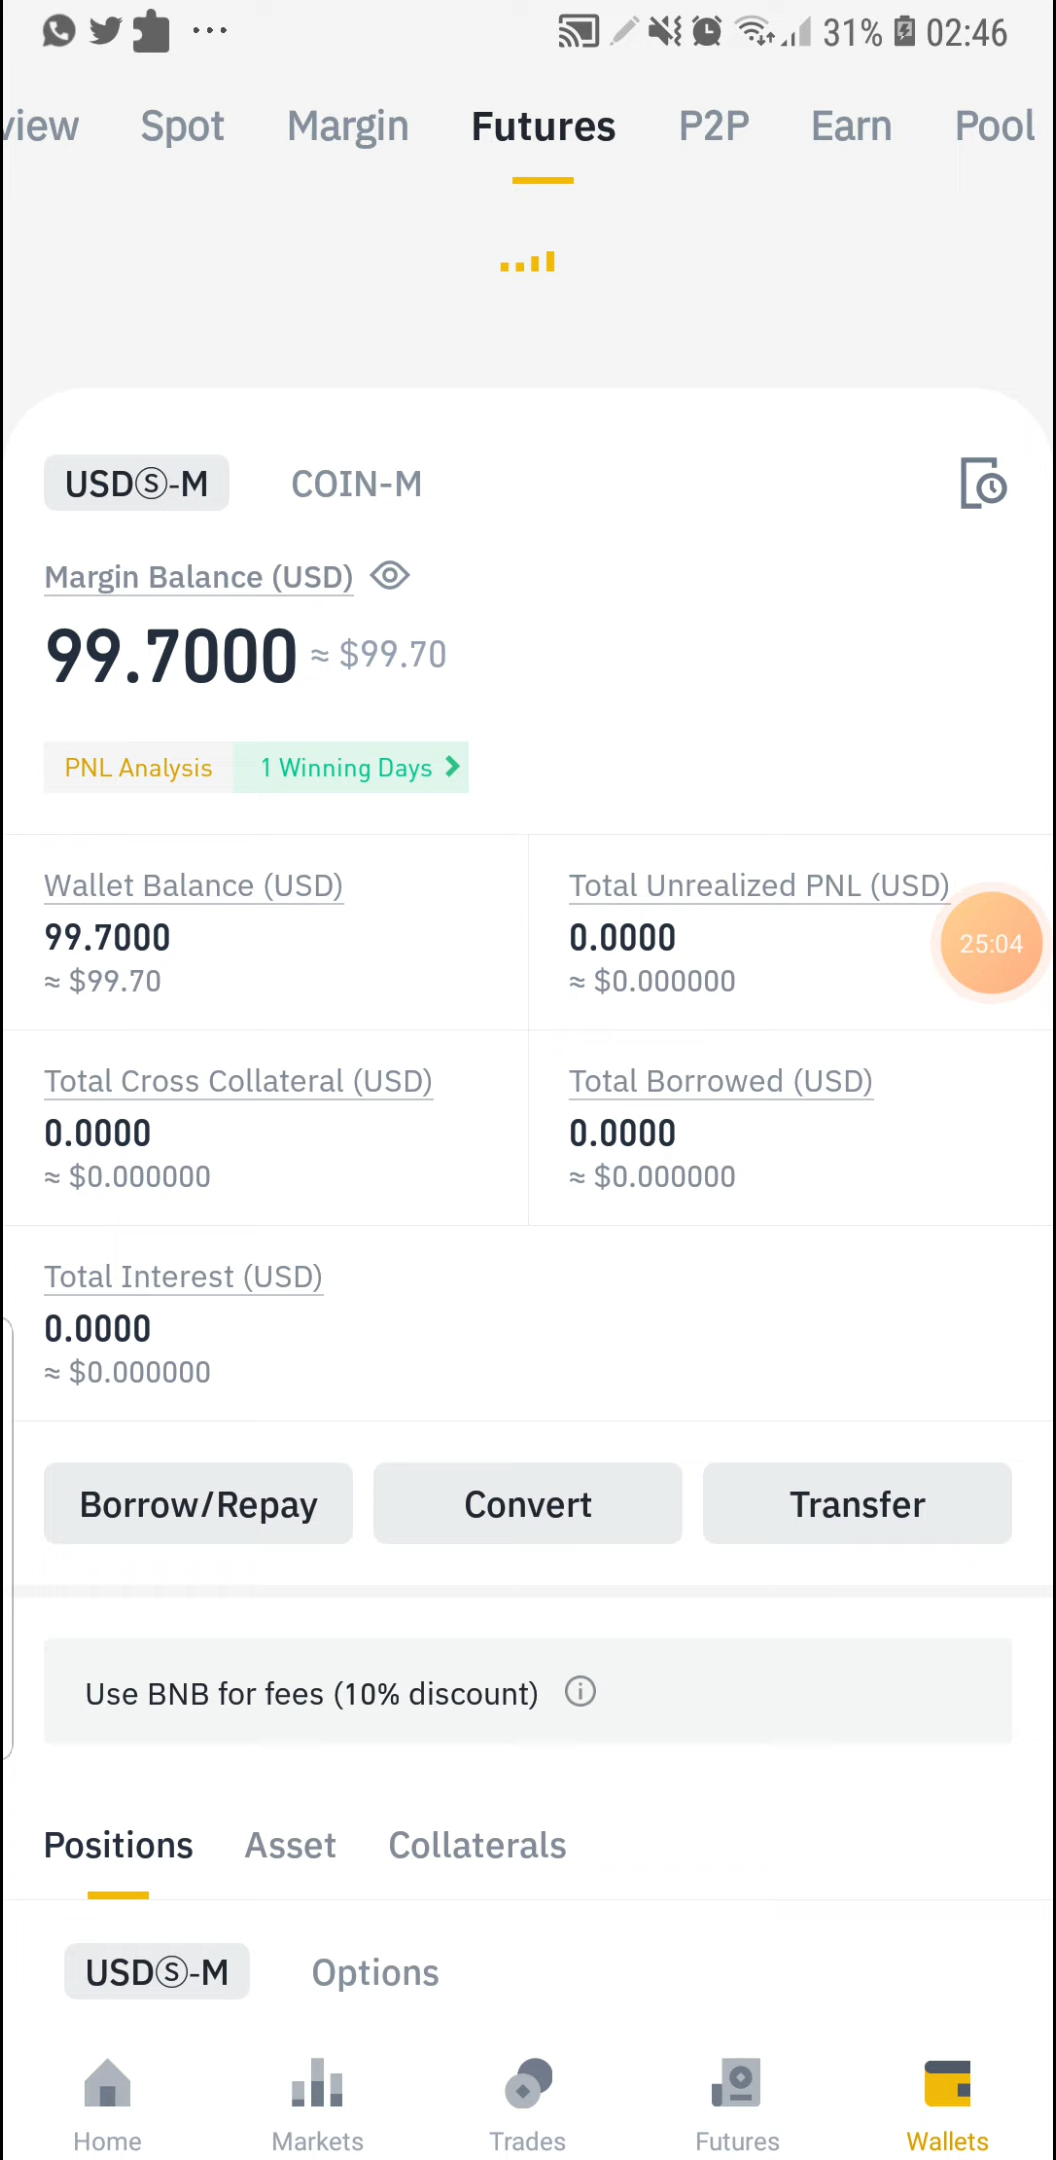 31% 02:46
view Spot Margin Futures P2P Earn Pool
USDⓈ-M COIN-M
Margin Balance (USD)
99.7000 ≈ $99.70
PNL Analysis 1 Winning Days
Wallet Balance (USD) Total Unrealized PNL (USD)
99.7000 0.0000
≈ $99.70 ≈ $0.000000
25:04
Total Cross Collateral (USD) Total Borrowed (USD)
0.0000 0.0000
≈ $0.000000 ≈ $0.000000
Total Interest (USD)
0.0000
≈ $0.000000
Borrow/Repay Convert Transfer
Use BNB for fees (10% discount)
Positions Asset Collaterals
USDⓈ-M Options
Home Markets Trades Futures Wallets